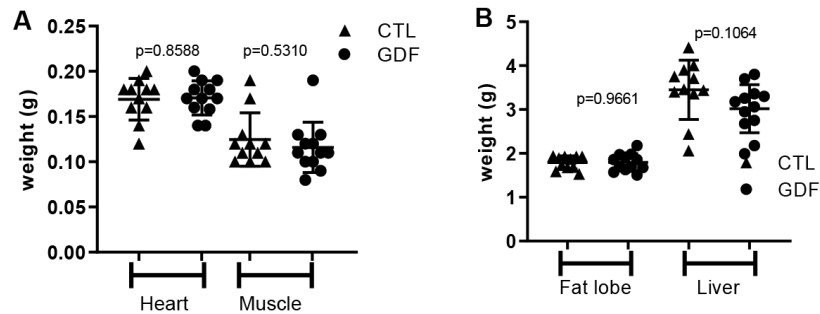 A
weight (g)
0.25
0.20
0.15
0.10
0.05
0.00
p=0.8588
p=0.5310
CTL
GDF
Heart
Muscle
B
weight (g)
5
4
3
2
1
0
p=0.9661
p=0.1064
CTL
GDF
Fat lobe
Liver